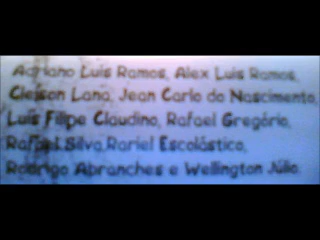 Adriano Luis Ramos, Alex Luis Ramos,
Cleison Lana, Jean Carlo do Nascimento,
Luis Filipe Claudino, Rafael Gregório,
Rafael Silva, Rariel Escolástico,
Rodrigo Abranches e Wellington Júlio.